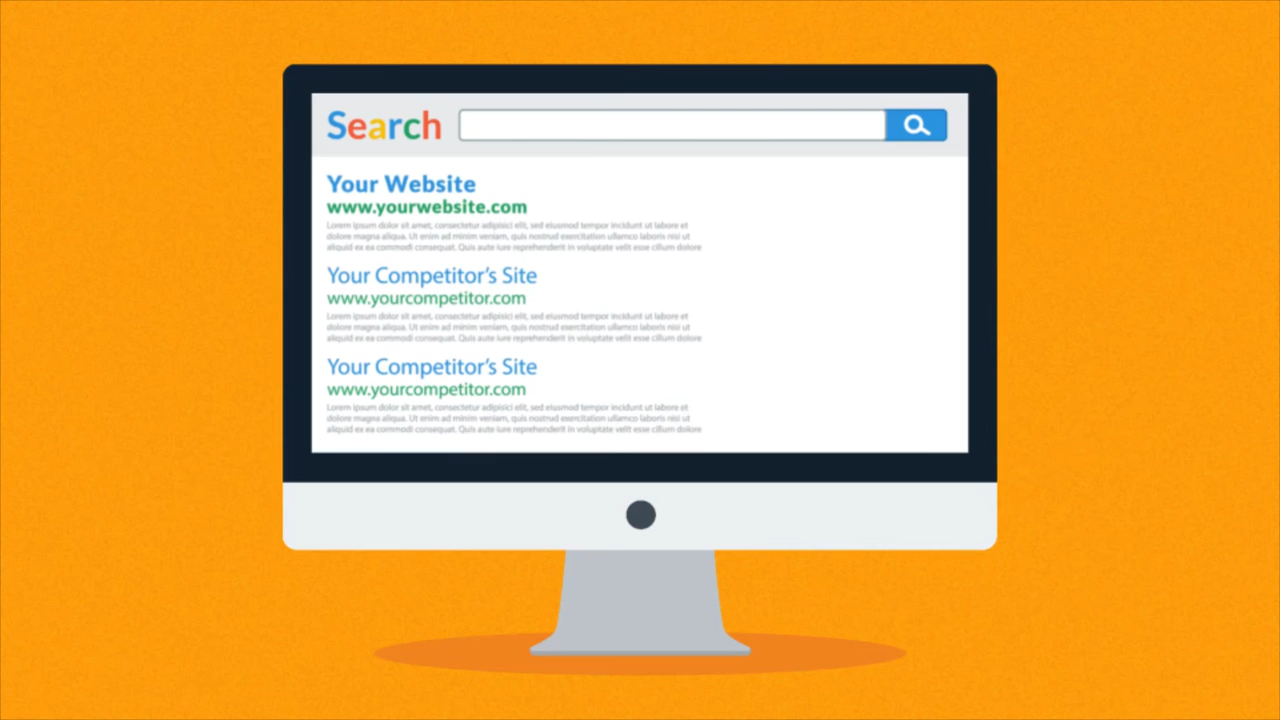 Search
Your Website
www.yourwebsite.com
Lorem ipsum dolor sit amet, consectetur adipisici elit, sed eiusmod tempor incidunt ut labore et
dolore magna aliqua. Ut enim ad minim veniam, quis nostrud exercitation ullamco laboris nisi ut
aliquid ex ea commodi consequat. Quis aute iure reprehenderit in voluptate velit esse cillum dolore
Your Competitor’s Site
www.yourcompetitor.com
Lorem ipsum dolor sit amet, consectetur adipisici elit, sed eiusmod tempor incidunt ut labore et
dolore magna aliqua. Ut enim ad minim veniam, quis nostrud exercitation ullamco laboris nisi ut
aliquid ex ea commodi consequat. Quis aute iure reprehenderit in voluptate velit esse cillum dolore
Your Competitor’s Site
www.yourcompetitor.com
Lorem ipsum dolor sit amet, consectetur adipisici elit, sed eiusmod tempor incidunt ut labore et
dolore magna aliqua. Ut enim ad minim veniam, quis nostrud exercitation ullamco laboris nisi ut
aliquid ex ea commodi consequat. Quis aute iure reprehenderit in voluptate velit esse cillum dolore